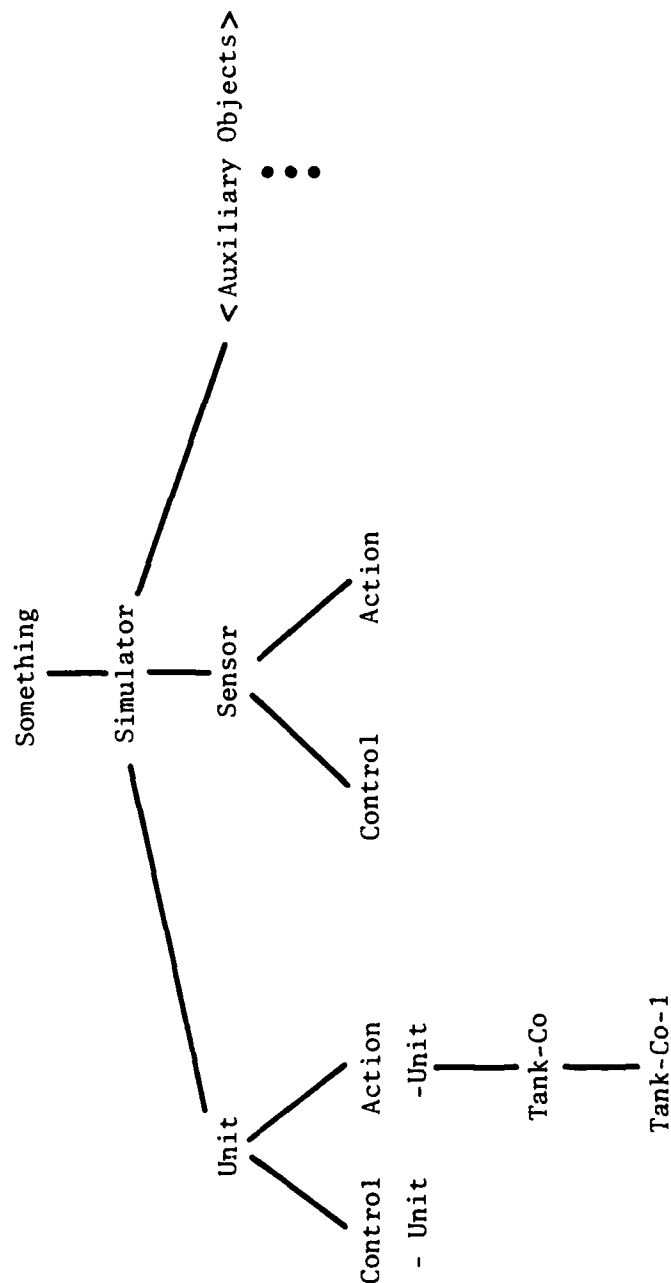 Something
Simulator
Unit
Sensor
<Auxiliary Objects>
Control
- Unit
Action
-Unit
Control
Action
Tank-Co
Tank-Co-1